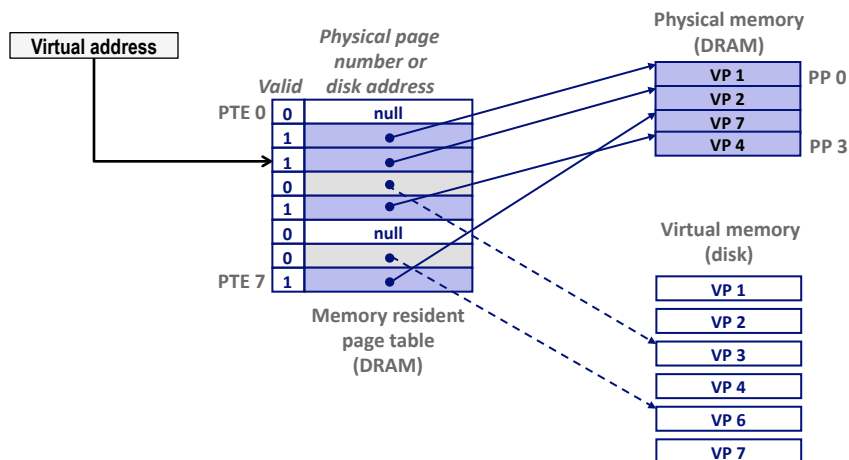 Virtual address
Physical page
number or
disk address
Valid
PTE 0
0
null
1
1
0
1
0
null
0
PTE 7
1
Memory resident
page table
(DRAM)
Physical memory
(DRAM)
VP 1
PP 0
VP 2
VP 7
VP 4
PP 3
Virtual memory
(disk)
VP 1
VP 2
VP 3
VP 4
VP 6
VP 7